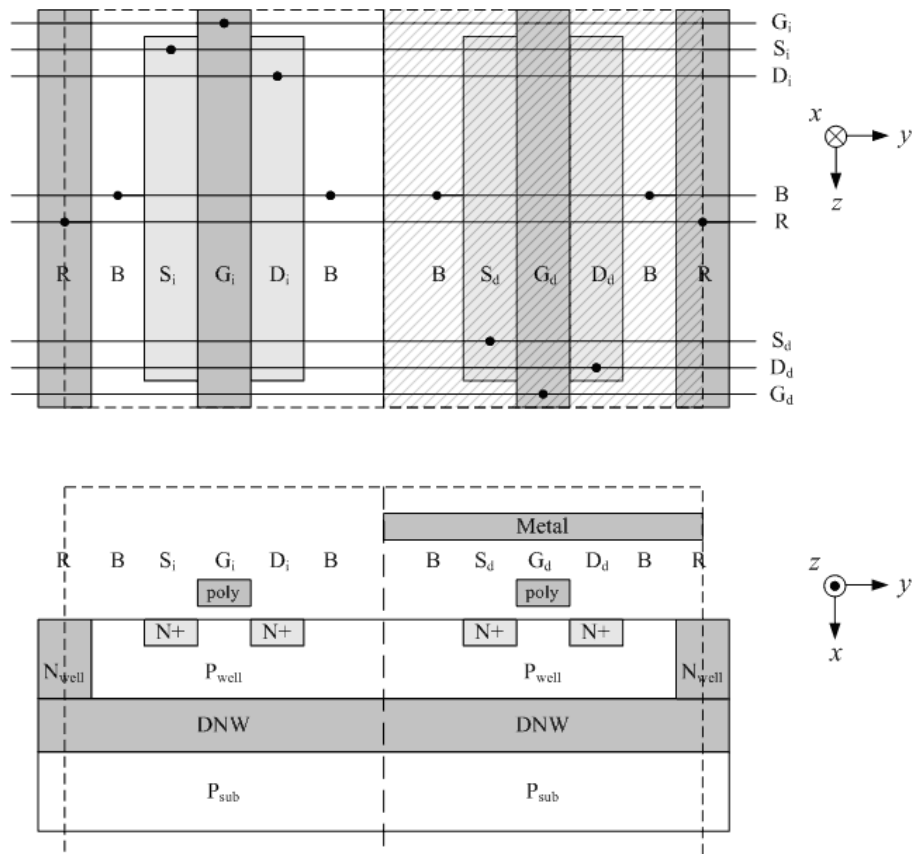 Gi
Si
Di
x
y
z
B
R
R B Si Gi Di B B Sd Gd Dd B R
Sd
Dd
Gd
Metal
R B Si Gi Di B B Sd Gd Dd B R
z
y
x
poly poly
N+ N+ N+ N+
Nwell Pwell Pwell Nwell
DNW DNW
Psub Psub